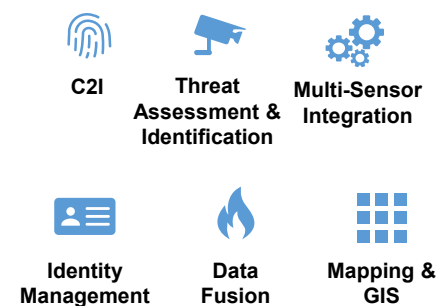 C2I
Threat
Assessment &
Identification
Multi-Sensor
Integration
Identity
Management
Data
Fusion
Mapping &
GIS